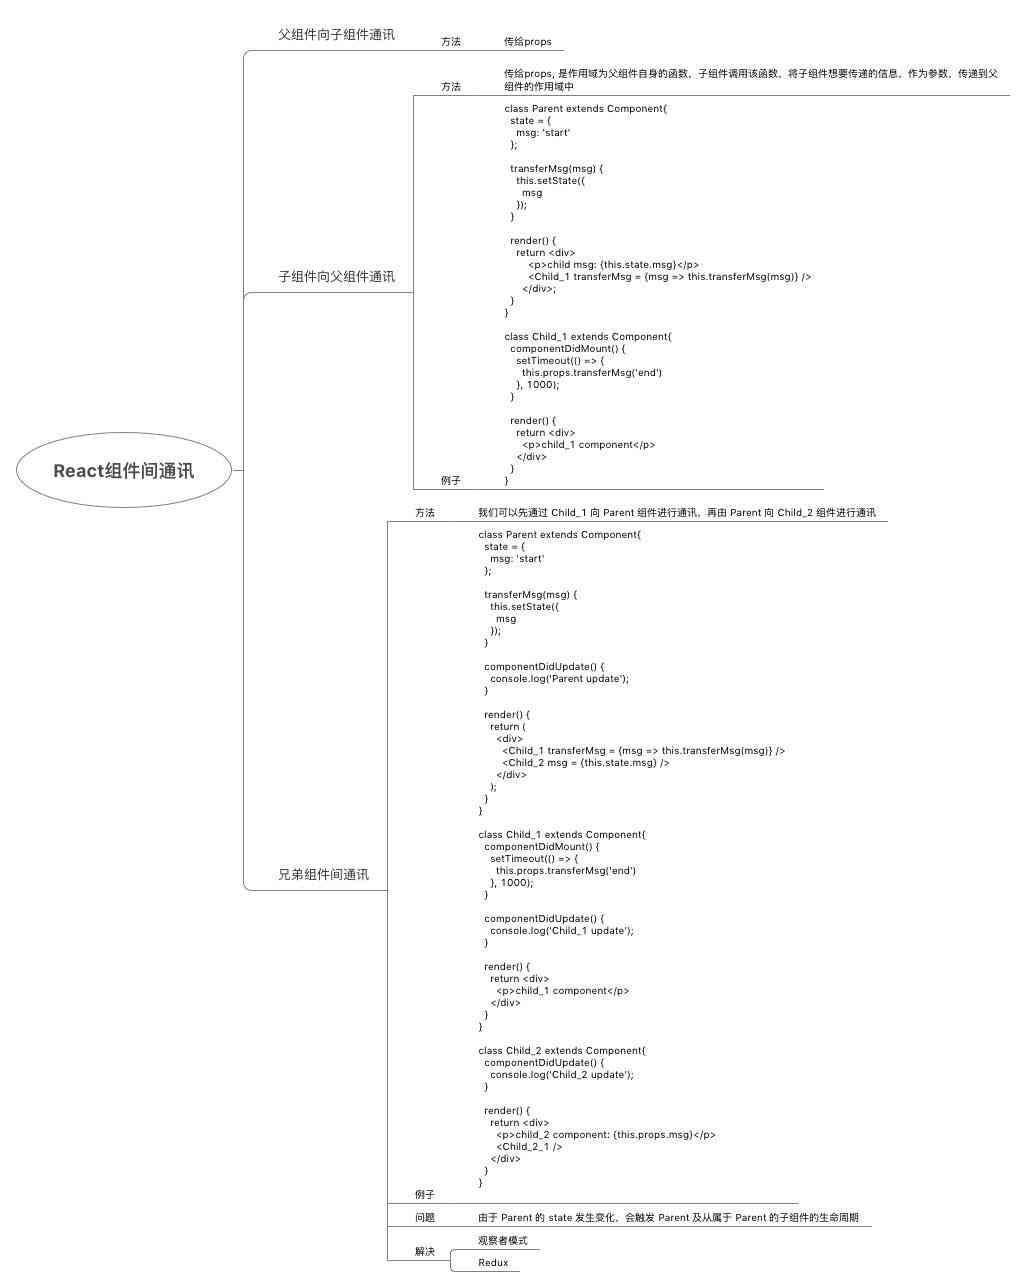 React组件间通讯
父组件向子组件通讯
方法
传给props
子组件向父组件通讯
方法
传给props, 是作用域为父组件自身的函数，子组件调用该函数，将子组件想要传递的信息，作为参数，传递到父
组件的作用域中
例子
class Parent extends Component{
state = {
msg: 'start'
};
transferMsg(msg) {
this.setState({
msg
});
}
render() {
return <div>
<p>child msg: {this.state.msg}</p>
<Child_1 transferMsg = {msg => this.transferMsg(msg)} />
</div>;
}
}
class Child_1 extends Component{
componentDidMount() {
setTimeout(() => {
this.props.transferMsg('end')
}, 1000);
}
render() {
return <div>
<p>child_1 component</p>
</div>
}
}
兄弟组件间通讯
方法
我们可以先通过 Child_1 向 Parent 组件进行通讯，再由 Parent 向 Child_2 组件进行通讯
例子
class Parent extends Component{
state = {
msg: 'start'
};
transferMsg(msg) {
this.setState({
msg
});
}
componentDidUpdate() {
console.log('Parent update');
}
render() {
return (
<div>
<Child_1 transferMsg = {msg => this.transferMsg(msg)} />
<Child_2 msg = {this.state.msg} />
</div>
);
}
}
class Child_1 extends Component{
componentDidMount() {
setTimeout(() => {
this.props.transferMsg('end')
}, 1000);
}
componentDidUpdate() {
console.log('Child_1 update');
}
render() {
return <div>
<p>child_1 component</p>
</div>
}
}
class Child_2 extends Component{
componentDidUpdate() {
console.log('Child_2 update');
}
render() {
return <div>
<p>child_2 component: {this.props.msg}</p>
<Child_2_1 />
</div>
}
}
问题
由于 Parent 的 state 发生变化，会触发 Parent 及从属于 Parent 的子组件的生命周期
解决
观察者模式
Redux